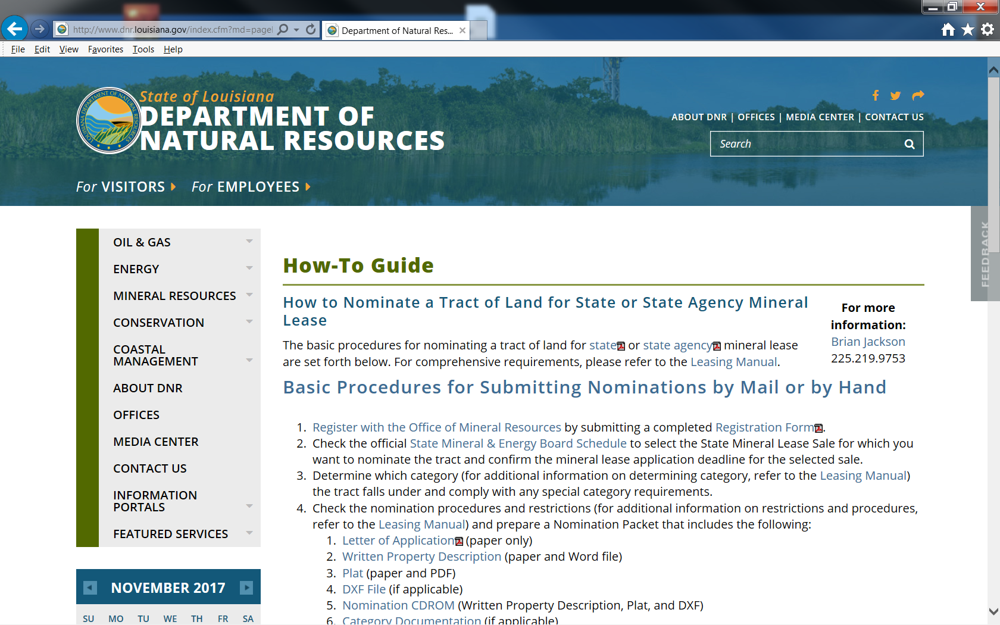 http://www.dnr.louisiana.gov/index.cfm?md=pagel
Department of Natural Res...
File Edit View Favorites Tools Help
LOUISIANA DEPARTMENT OF NATURAL RESOURCES
State of Louisiana
DEPARTMENT OF
NATURAL RESOURCES
ABOUT DNR | OFFICES | MEDIA CENTER | CONTACT US
Search
For VISITORS For EMPLOYEES
FEEDBACK
OIL & GAS
ENERGY
MINERAL RESOURCES
CONSERVATION
COASTAL
MANAGEMENT
ABOUT DNR
OFFICES
MEDIA CENTER
CONTACT US
INFORMATION
PORTALS
FEATURED SERVICES
NOVEMBER 2017
SU MO TU WE TH FR SA
How-To Guide
How to Nominate a Tract of Land for State or State Agency Mineral
Lease
The basic procedures for nominating a tract of land for state or state agency mineral lease
are set forth below. For comprehensive requirements, please refer to the Leasing Manual.
For more
information:
Brian Jackson
225.219.9753
Basic Procedures for Submitting Nominations by Mail or by Hand
1. Register with the Office of Mineral Resources by submitting a completed Registration Form.
2. Check the official State Mineral & Energy Board Schedule to select the State Mineral Lease Sale for which you
want to nominate the tract and confirm the mineral lease application deadline for the selected sale.
3. Determine which category (for additional information on determining category, refer to the Leasing Manual)
the tract falls under and comply with any special category requirements.
4. Check the nomination procedures and restrictions (for additional information on restrictions and procedures,
refer to the Leasing Manual) and prepare a Nomination Packet that includes the following:
1. Letter of Application (paper only)
2. Written Property Description (paper and Word file)
3. Plat (paper and PDF)
4. DXF File (if applicable)
5. Nomination CDROM (Written Property Description, Plat, and DXF)
6. Category Documentation (if applicable)